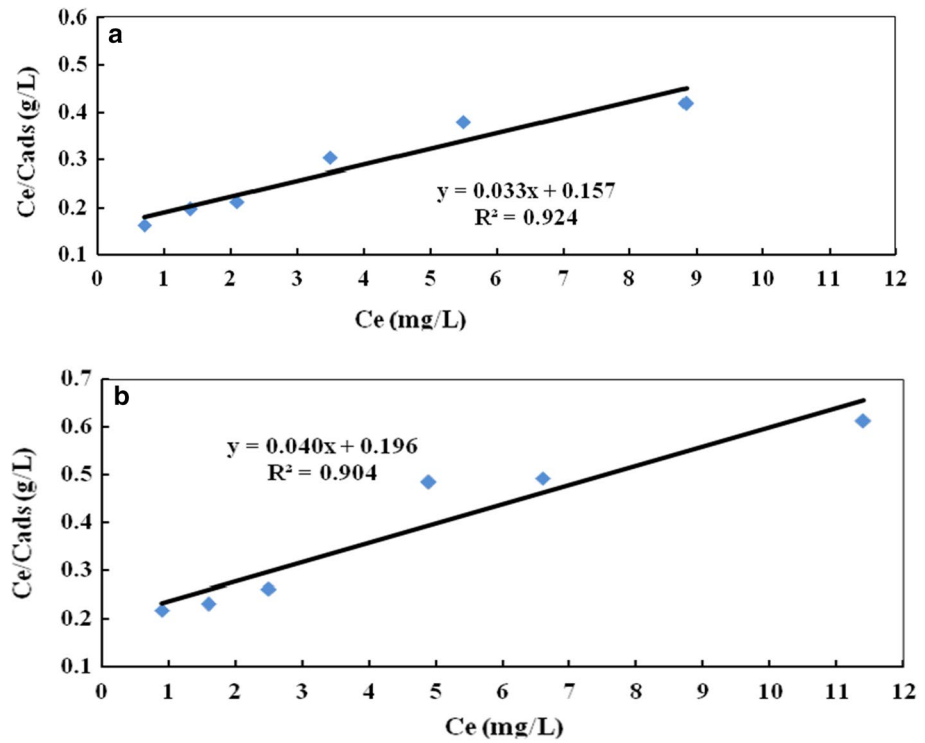 a
0.6
0.5
0.4
0.3
0.2
0.1
Ce/Cads (g/L)
y = 0.033x + 0.157
R² = 0.924
0 1 2 3 4 5 6 7 8 9 10 11 12
Ce (mg/L)
b
0.7
0.6
0.5
0.4
0.3
0.2
0.1
Ce/Cads (g/L)
y = 0.040x + 0.196
R² = 0.904
0 1 2 3 4 5 6 7 8 9 10 11 12
Ce (mg/L)